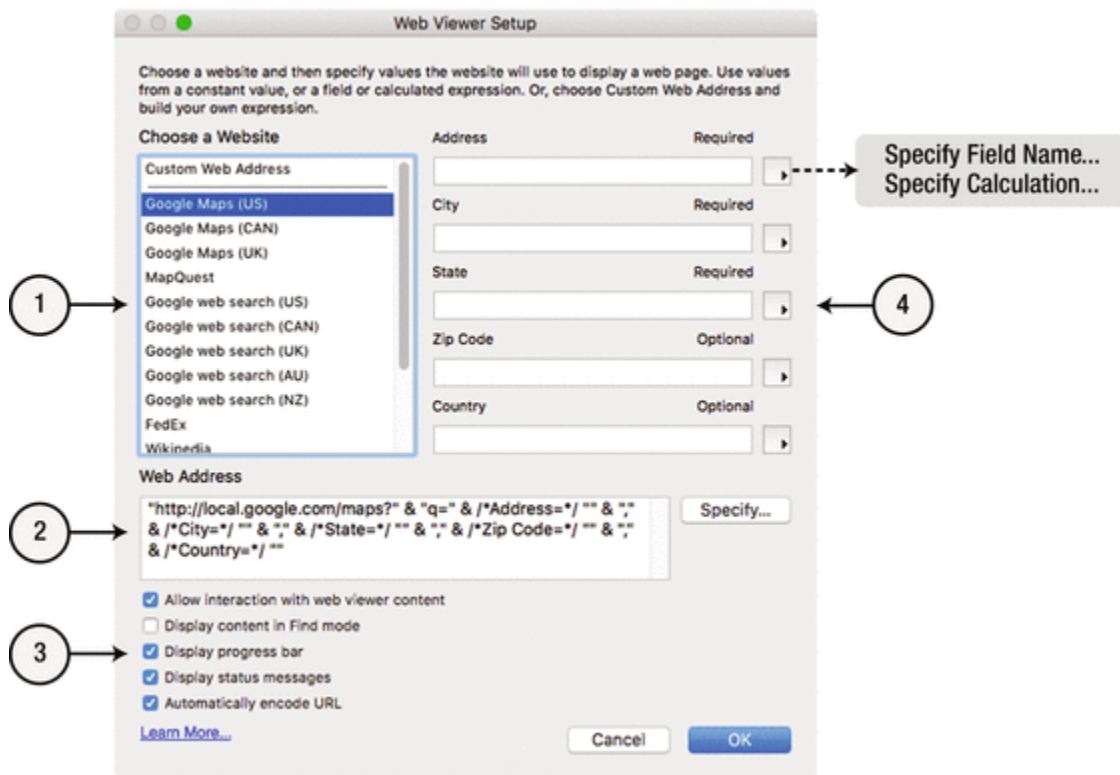 Web Viewer Setup
Choose a website and then specify values the website will use to display a web page. Use values
from a constant value, or a field or calculated expression. Or, choose Custom Web Address and
build your own expression.
Choose a Website
Custom Web Address
Google Maps (US)
Google Maps (CAN)
Google Maps (UK)
MapQuest
Google web search (US)
Google web search (CAN)
Google web search (UK)
Google web search (AU)
Google web search (NZ)
FedEx
Wikipedia
Address Required
City Required
State Required
Zip Code Optional
Country Optional
Specify Field Name...
Specify Calculation...
1
4
Web Address
"http://local.google.com/maps?" & "q=" & /*Address=*/ "" & ","
& /*City=*/ "" & "," & /*State=*/ "" & "," & /*Zip Code=*/ "" & ","
& /*Country=*/ ""
Specify...
2
Allow interaction with web viewer content
Display content in Find mode
Display progress bar
Display status messages
Automatically encode URL
3
Learn More...
Cancel
OK